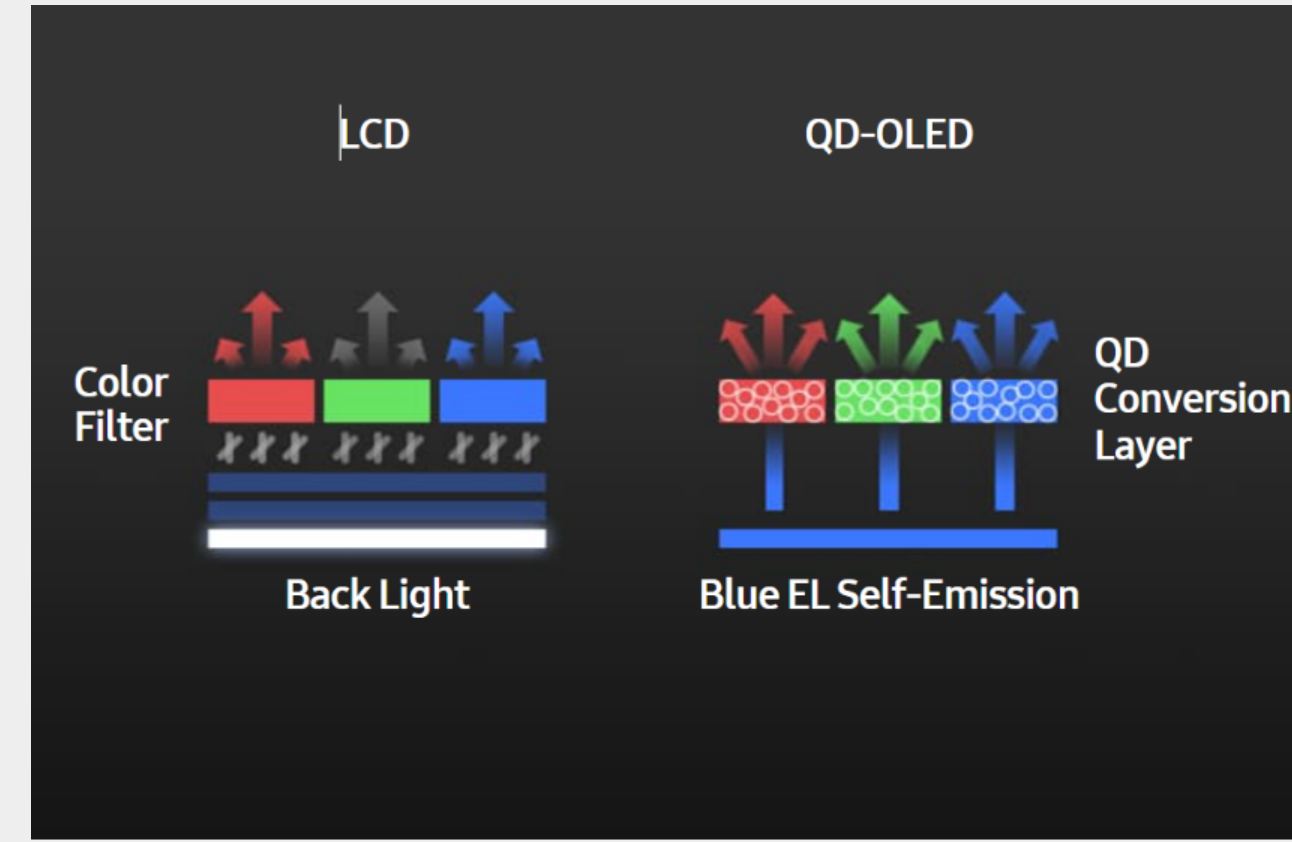 LCD
QD-OLED
Color
Filter
QD
Conversion
Layer
Back Light
Blue EL Self-Emission